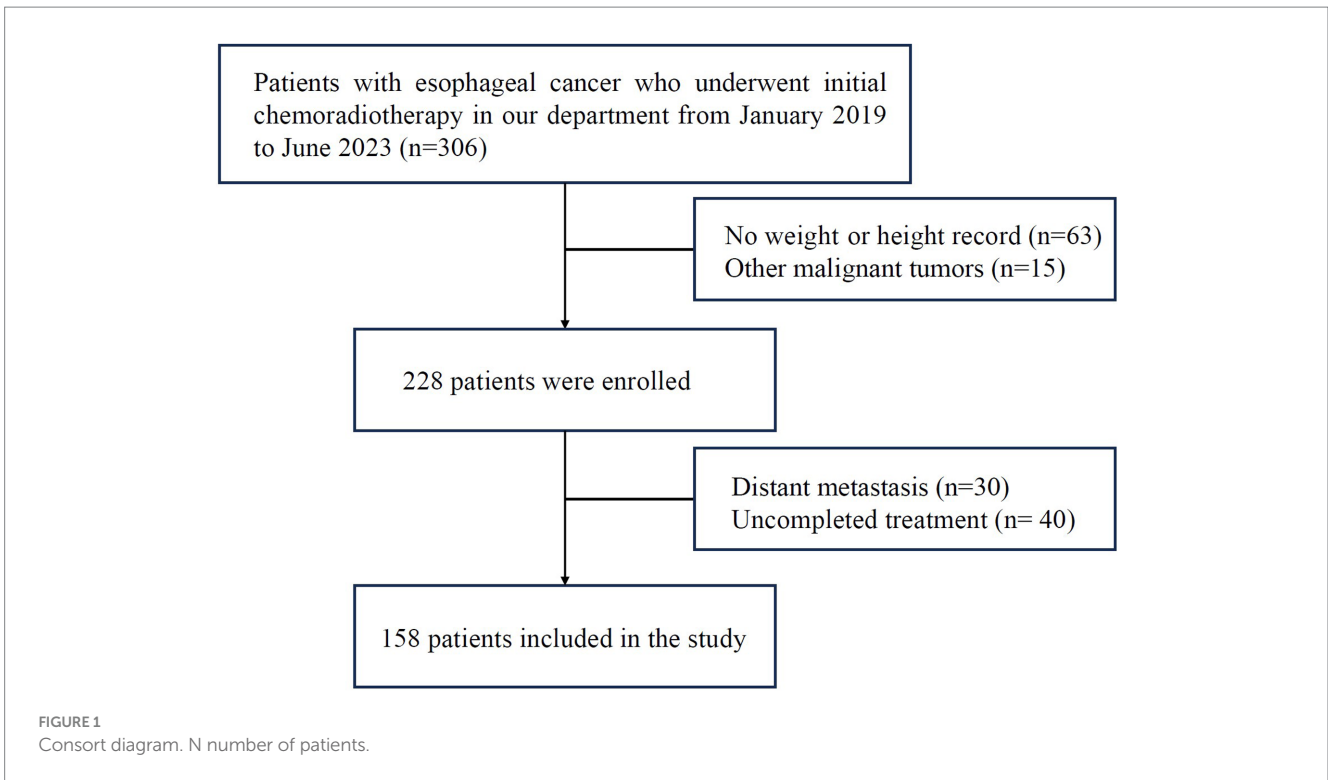 Patients with esophageal cancer who underwent initial
chemoradiotherapy in our department from January 2019
to June 2023 (n=306)
No weight or height record (n=63)
Other malignant tumors (n=15)
228 patients were enrolled
Distant metastasis (n=30)
Uncompleted treatment (n= 40)
158 patients included in the study
FIGURE 1
Consort diagram. N number of patients.